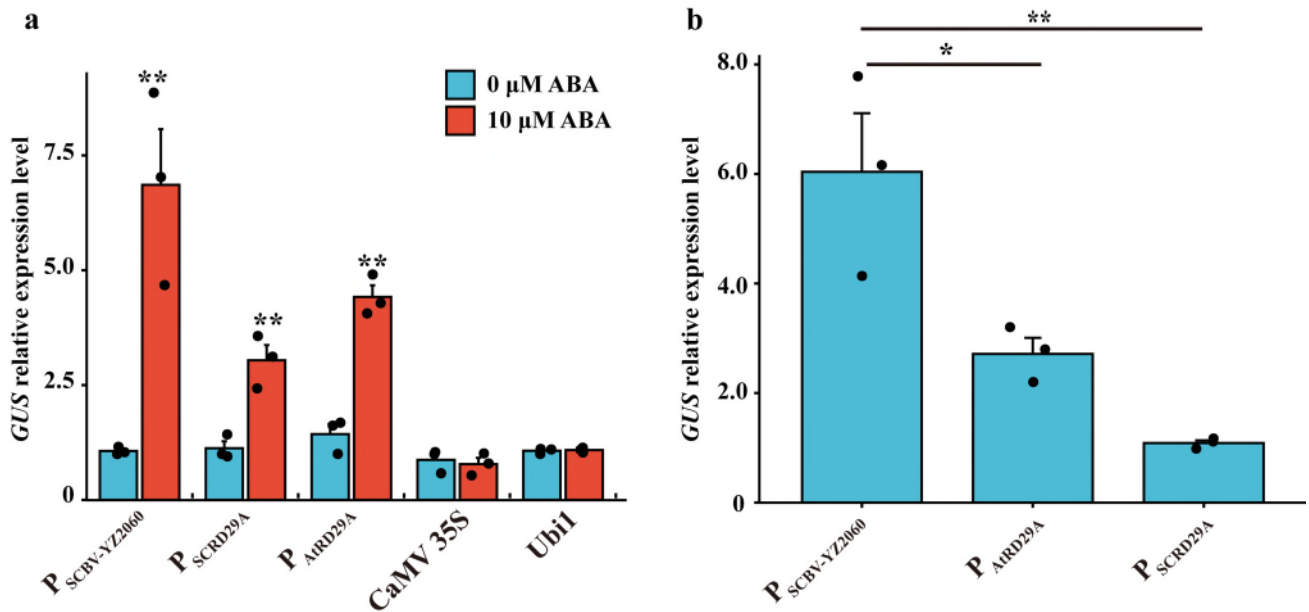 a
GUS relative expression level
7.5
5.0
2.5
0
**
**
**
0 μM ABA
10 μM ABA
P SCBV-YZ2060
P SCRD29A
P AtRD29A
CaMV 35S
Ubi1
b
GUS relative expression level
8.0
6.0
4.0
2.0
0
**
*
P SCBV-YZ2060
P AtRD29A
P SCRD29A